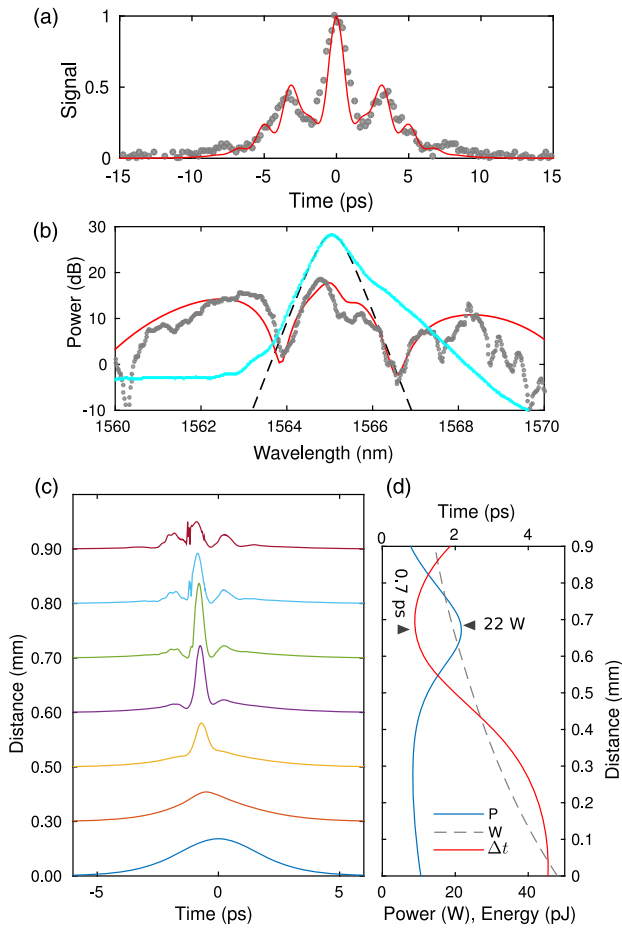 (a)
1
0.5
0
Signal
-15 -10 -5 0 5 10 15
Time (ps)
(b)
30
20
10
0
-10
Power (dB)
1560 1562 1564 1566 1568 1570
Wavelength (nm)
(c)
0.90
0.80
0.70
0.60
0.50
0.30
0.00
Distance (mm)
-5 0 5
Time (ps)
(d)
Time (ps)
0 2 4
0.9
0.8
0.7
0.6
0.5
0.4
0.3
0.2
0.1
0
Distance (mm)
0.7 ps
22 W
P
W
Δt
0 20 40
Power (W), Energy (pJ)